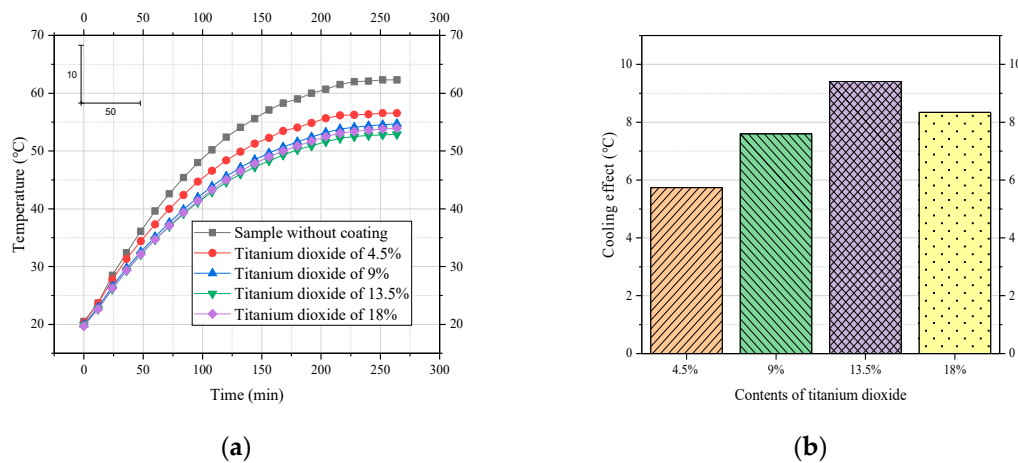 0 50 100 150 200 250 300
70 70
60 60
50 50
40 40
30 30
20 20
10
50
Temperature (°C)
Sample without coating
Titanium dioxide of 4.5%
Titanium dioxide of 9%
Titanium dioxide of 13.5%
Titanium dioxide of 18%
0 50 100 150 200 250 300
Time (min)
(a)
10 10
8 8
6 6
4 4
2 2
0 0
Cooling effect (°C)
4.5% 9% 13.5% 18%
Contents of titanium dioxide
(b)